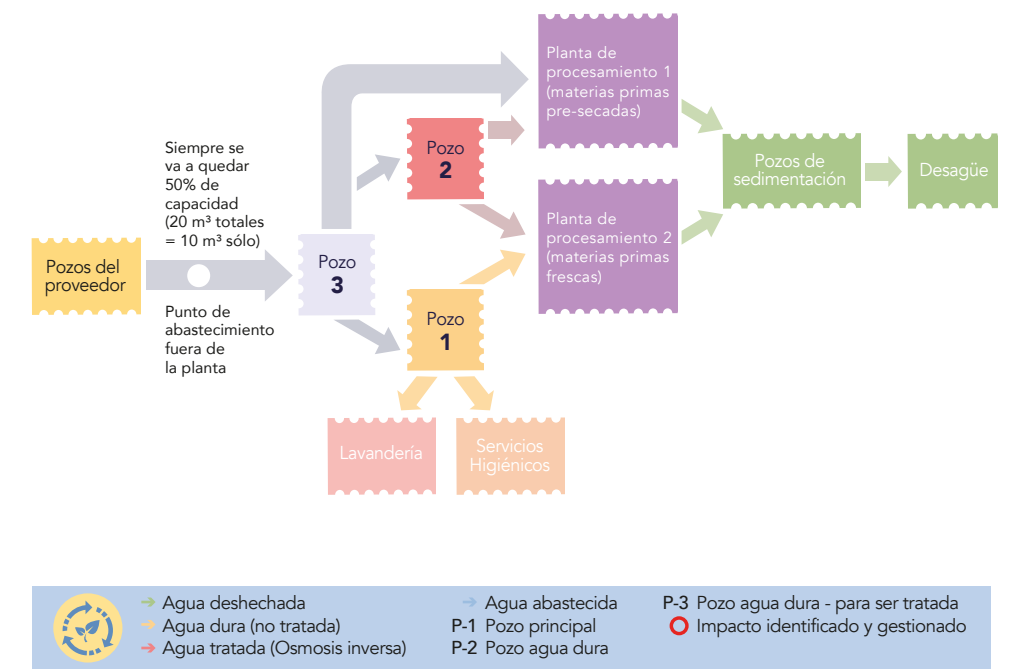 Siempre se
va a quedar
50% de
capacidad
(20 m³ totales
= 10 m³ sólo)
Pozos del
proveedor
Punto de
abastecimiento
fuera de
la planta
Pozo
3
Pozo
2
Pozo
1
Planta de
procesamiento 1
(materias primas
pre-secadas)
Planta de
procesamiento 2
(materias primas
frescas)
Pozos de
sedimentación
Desagüe
Lavandería
Servicios
Higiénicos
Agua deshechada
Agua dura (no tratada)
Agua tratada (Osmosis inversa)
Agua abastecida
P-1 Pozo principal
P-2 Pozo agua dura
P-3 Pozo agua dura - para ser tratada
Impacto identificado y gestionado